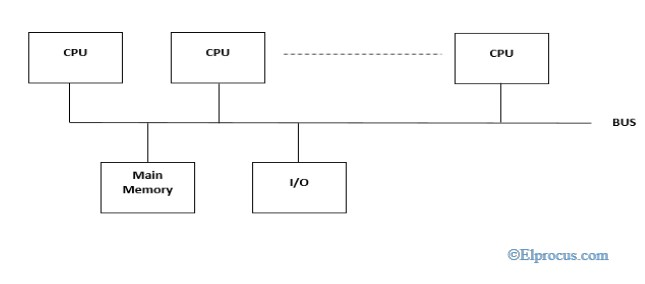 CPU
CPU
CPU
BUS
Main
Memory
I/O
©Elprocus.com